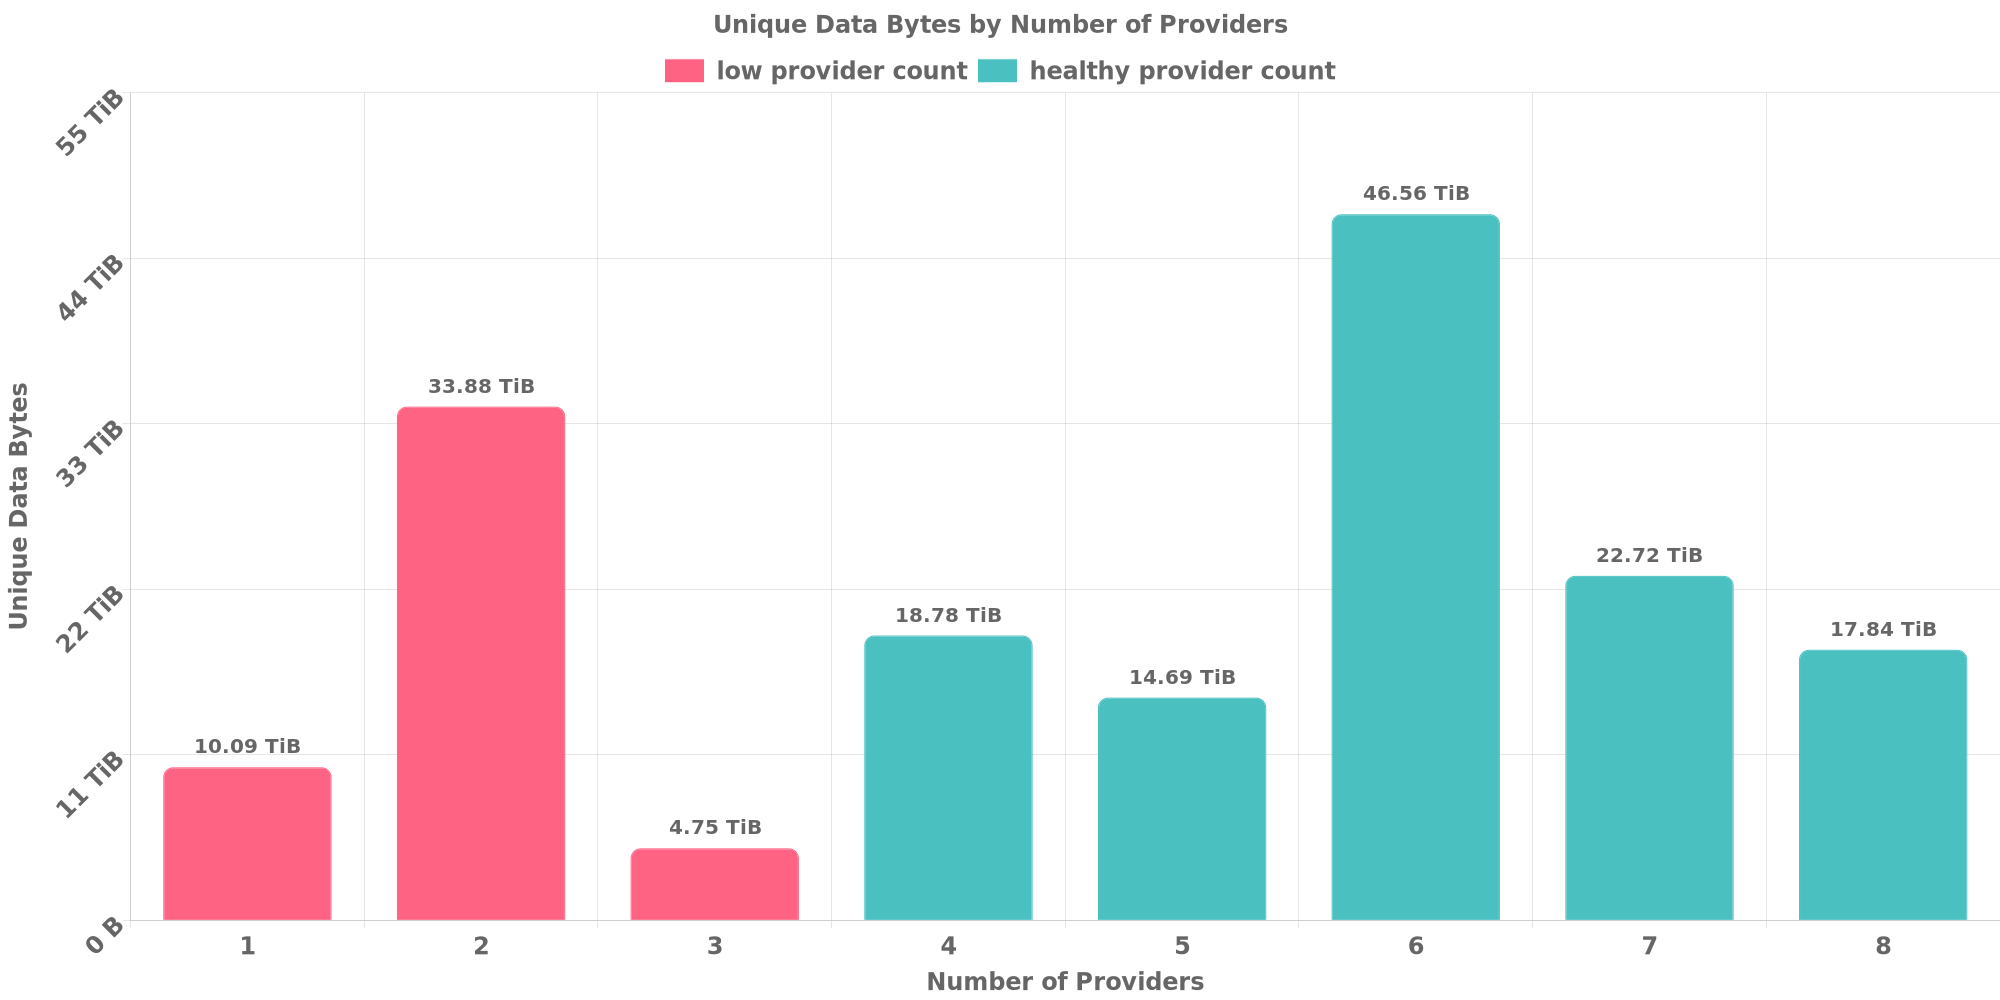 Unique Data Bytes by Number of Providers
low provider count healthy provider count
55 TiB
44 TiB
33 TiB
22 TiB
11 TiB
0 B
Unique Data Bytes
10.09 TiB
33.88 TiB
4.75 TiB
18.78 TiB
14.69 TiB
46.56 TiB
22.72 TiB
17.84 TiB
1 2 3 4 5 6 7 8
Number of Providers